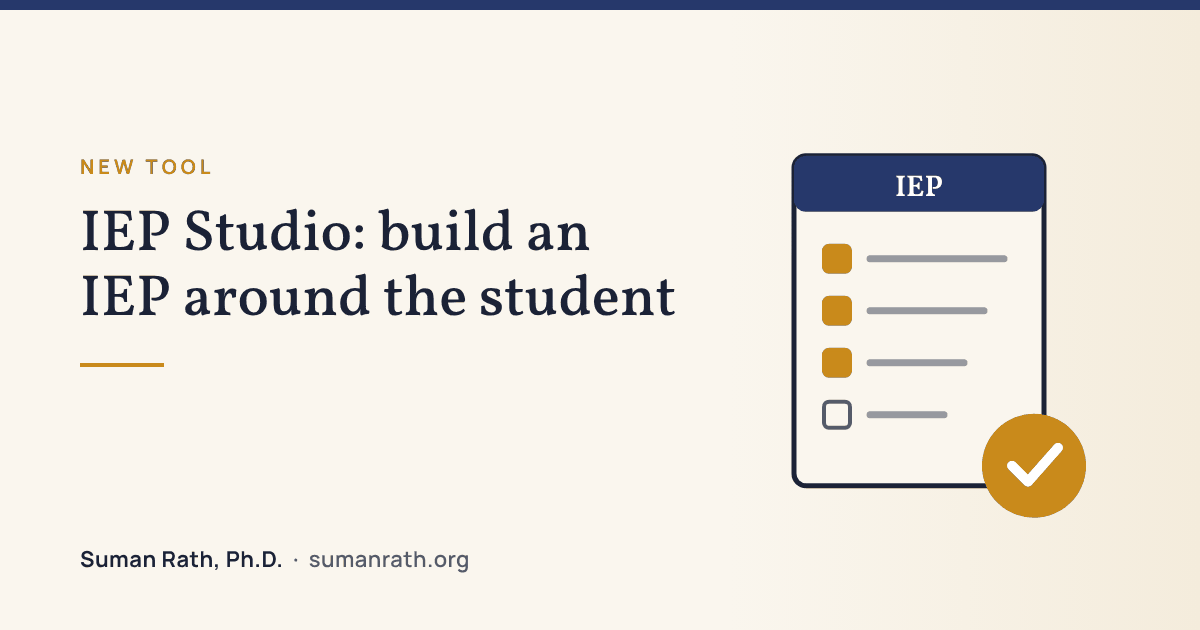 NEW TOOL
IEP Studio: build an
IEP around the student
IEP
Suman Rath, Ph.D. · sumanrath.org